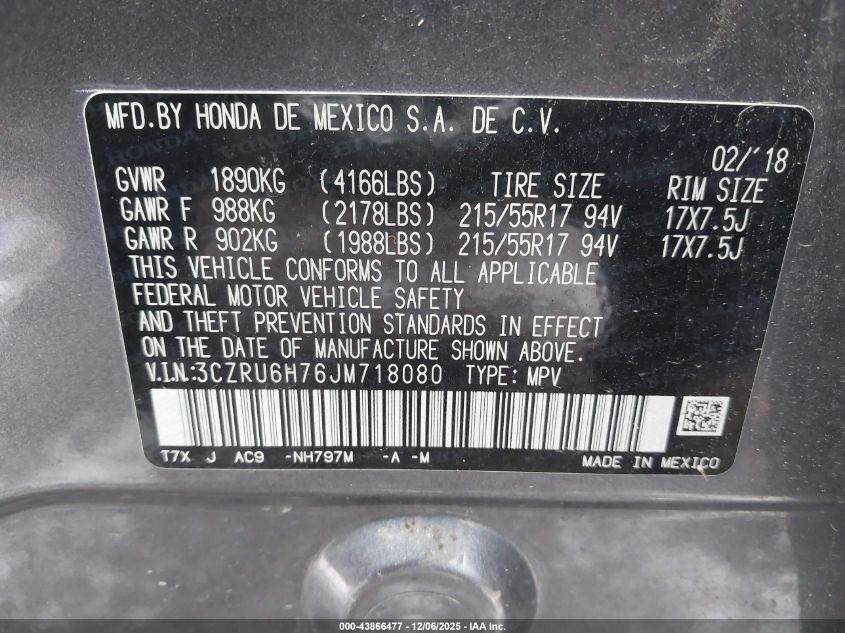 MFD.BY HONDA DE MEXICO S.A. DE C.V.
02/'18
GVWR 1890KG (4166LBS) TIRE SIZE RIM SIZE
GAWR F 988KG (2178LBS) 215/55R17 94V 17X7.5J
GAWR R 902KG (1988LBS) 215/55R17 94V 17X7.5J
THIS VEHICLE CONFORMS TO ALL APPLICABLE
FEDERAL MOTOR VEHICLE SAFETY
AND THEFT PREVENTION STANDARDS IN EFFECT
ON THE DATE OF MANUFACTURE SHOWN ABOVE.
V.I.N.:3CZRU6H76JM718080 TYPE: MPV
T7X J AC9 -NH797M -A -M
MADE IN MEXICO
000-43866477 - 12/06/2025 - IAA Inc.